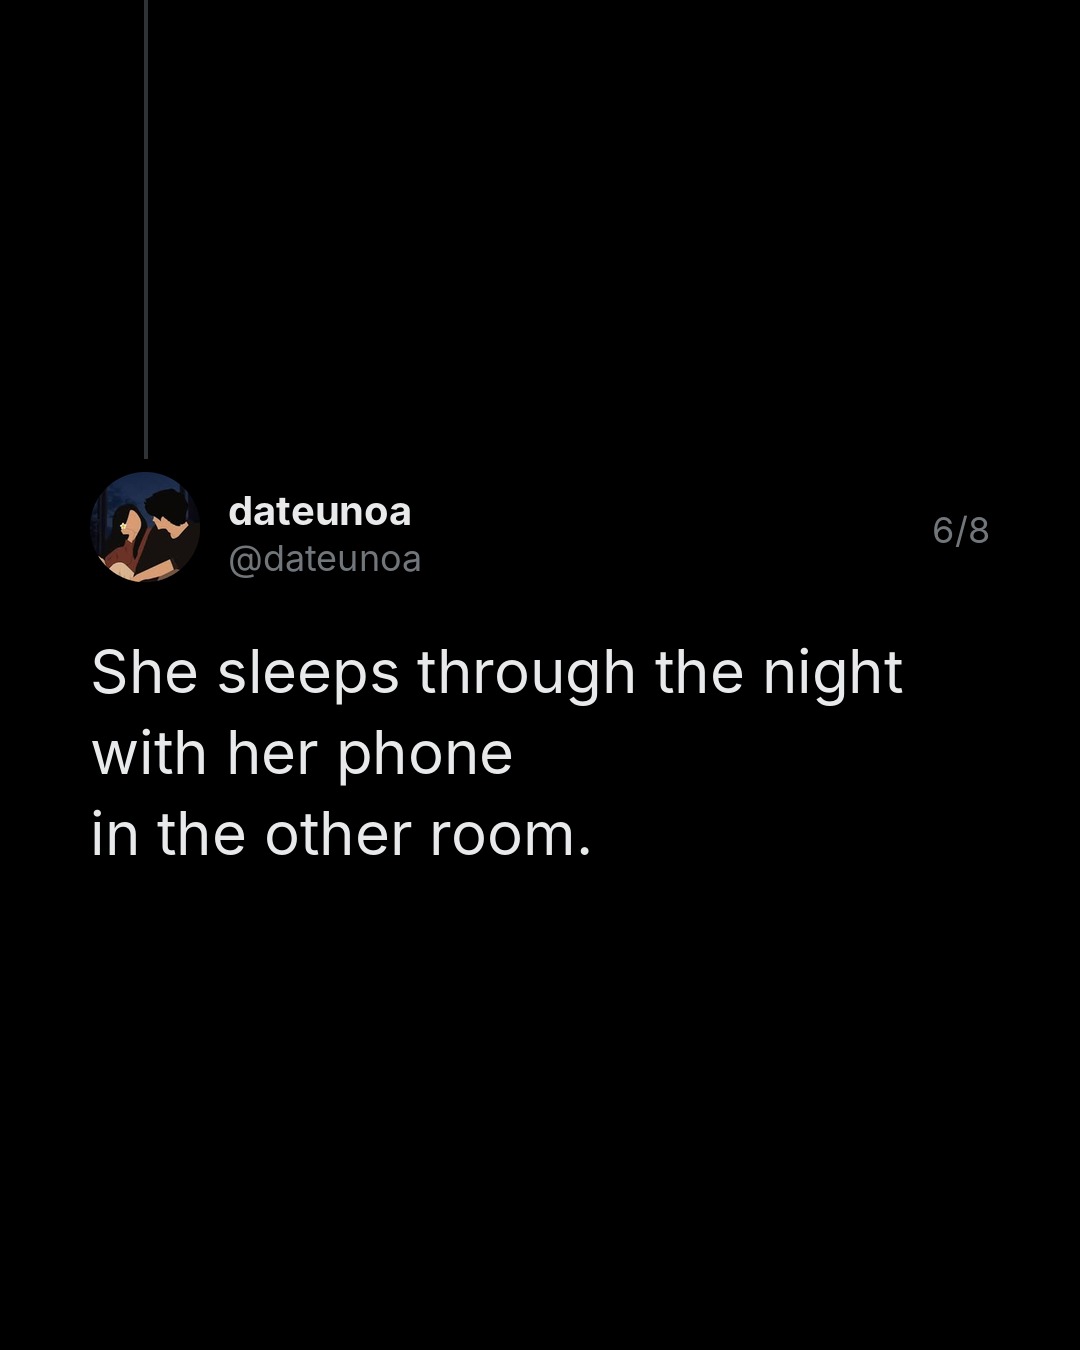 dateunoa
@dateunoa
6/8
She sleeps through the night
with her phone
in the other room.